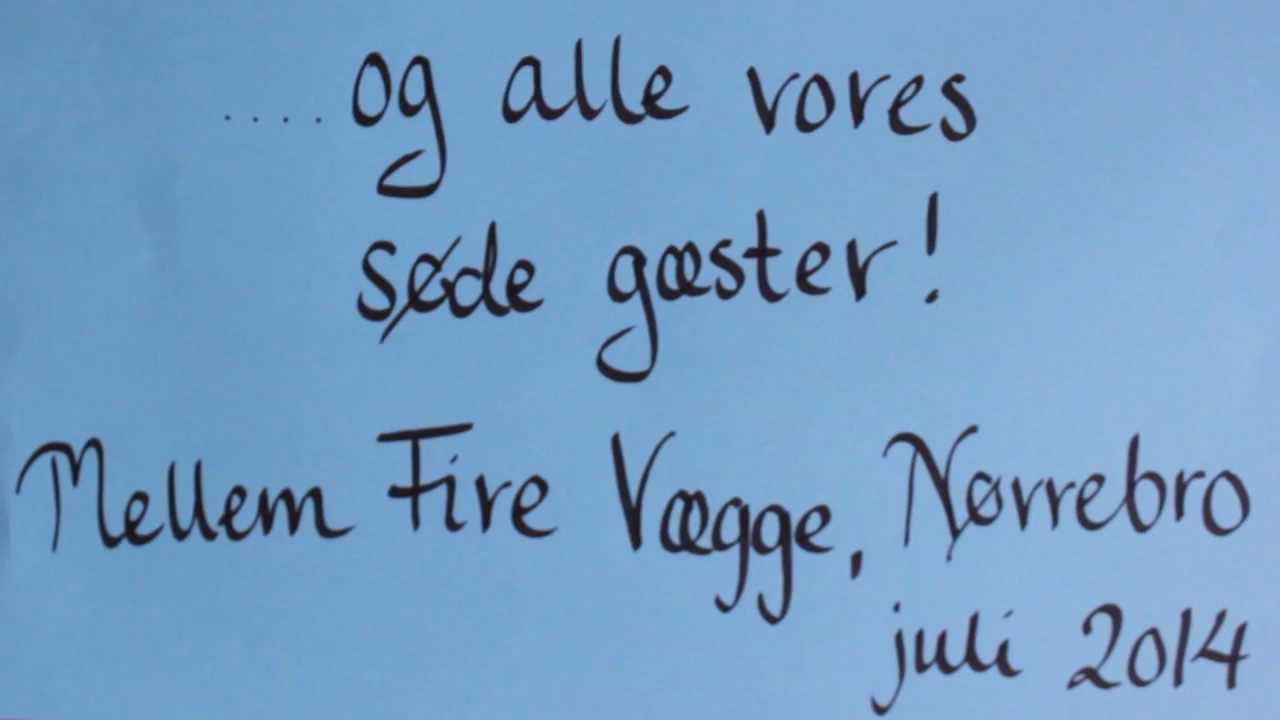 ....og alle vores
søde gæster!
Mellem Fire Vægge, Nørrebro
juli 2014